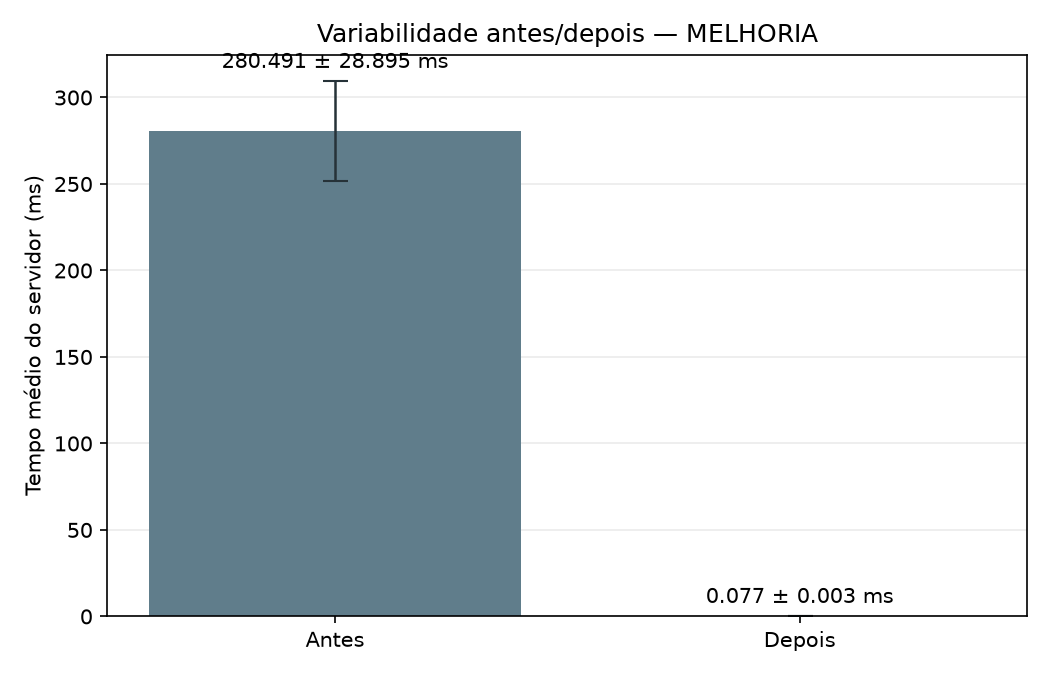 Variabilidade antes/depois — MELHORIA
280.491 ± 28.895 ms
300
250
200
150
100
50
0
Tempo médio do servidor (ms)
0.077 ± 0.003 ms
Antes
Depois